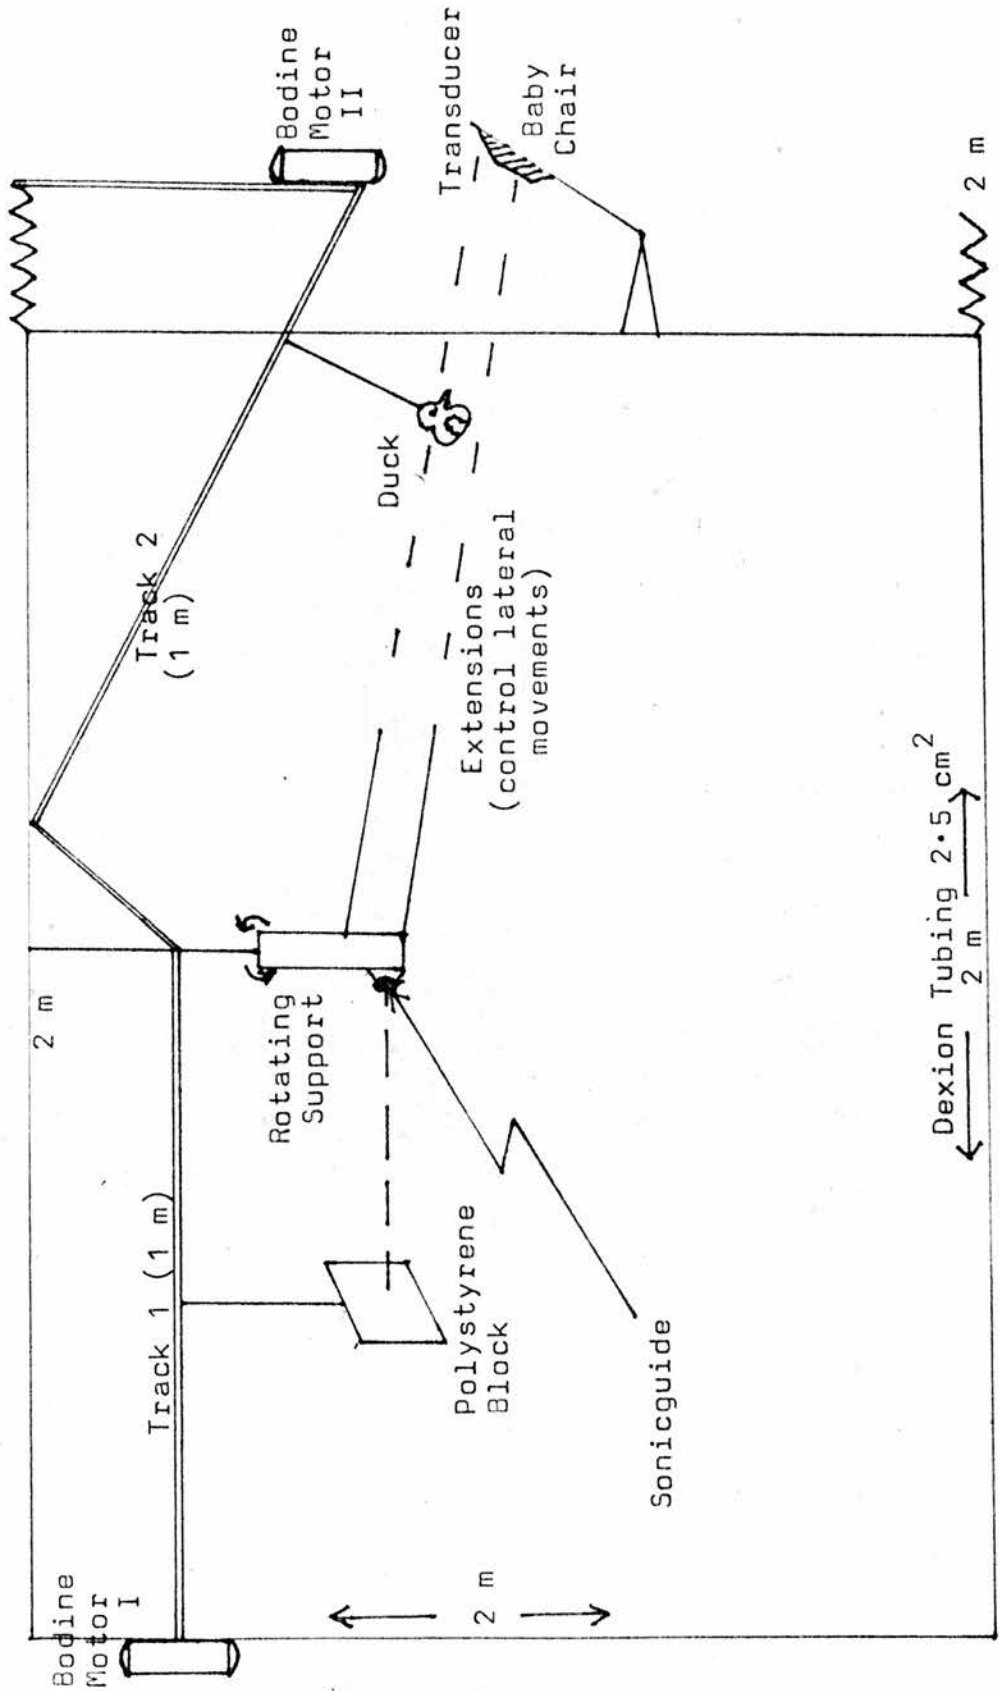 Bodine
Motor
I
Track 1 (1 m)
2 m
Track 2
(1 m)
Bodine
Motor
II
Rotating
Support
Duck
Transducer
Baby
Chair
Polystyrene
Block
Extensions
(control lateral
movements)
Sonicguide
2 m
Dexion Tubing 2·5 cm²
2 m
2 m